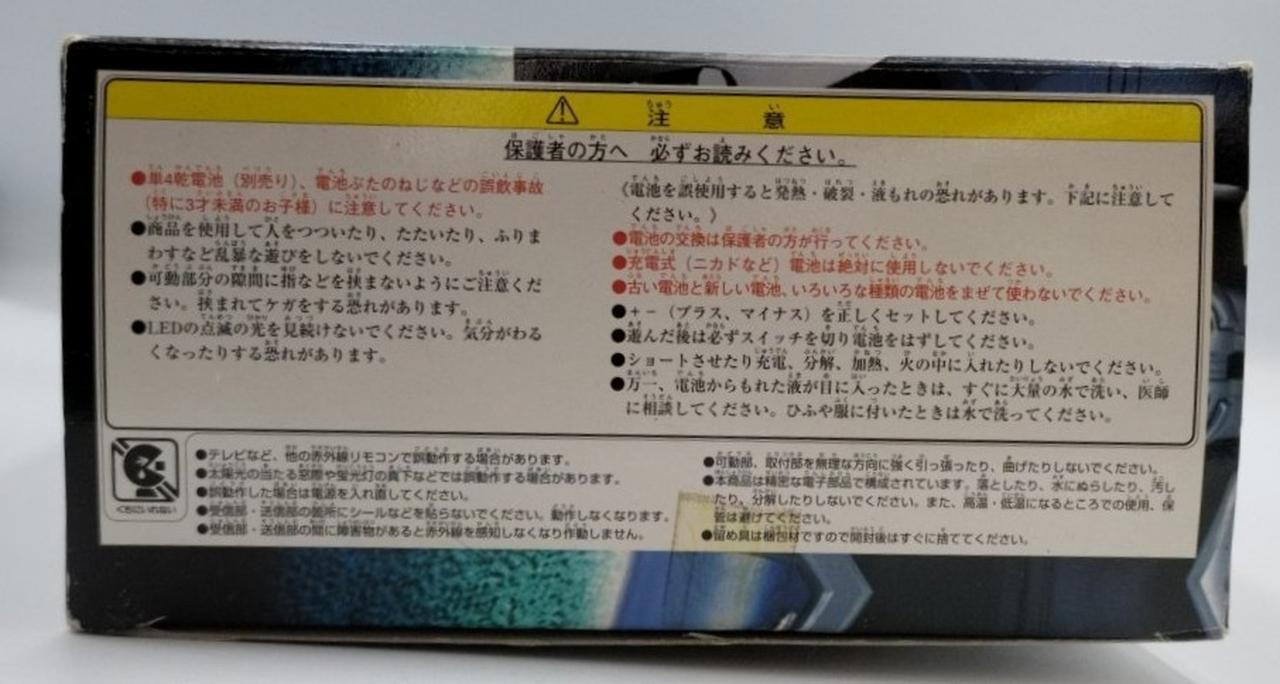 ⚠ 注意
保護者の方へ 必ずお読みください。
●単4乾電池（別売り）、電池ぶたのねじなどの誤飲事故
（特に3才未満のお子様）に注意してください。
●商品を使用して人をつついたり、たたいたり、ふりま
わすなど乱暴な遊びをしないでください。
●可動部分の隙間に指などを挟まないようにご注意くだ
さい。挟まれてケガをする恐れがあります。
●LEDの点滅の光を見続けないでください。気分がわる
くなったりする恐れがあります。
《電池を誤使用すると発熱・破裂・液もれの恐れがあります。下記に注意して
ください。》
●電池の交換は保護者の方が行ってください。
●充電式（ニカドなど）電池は絶対に使用しないでください。
●古い電池と新しい電池、いろいろな種類の電池をまぜて使わないでください。
●＋－（プラス、マイナス）を正しくセットしてください。
●遊んだ後は必ずスイッチを切り電池をはずしてください。
●ショートさせたり充電、分解、加熱、火の中に入れたりしないでください。
●万一、電池からもれた液が目に入ったときは、すぐに大量の水で洗い、医師
に相談してください。ひふや服に付いたときは水で洗ってください。
くちにいれない
●テレビなど、他の赤外線リモコンで誤動作する場合があります。
●太陽光の当たる窓際や蛍光灯の真下などでは誤動作する場合があります。
●誤動作した場合は電源を入れ直してください。
●受信部・送信部の箇所にシールなどを貼らないでください。動作しなくなります。
●受信部・送信部の間に障害物があると赤外線を感知しなくなり作動しません。
●可動部、取付部を無理な方向に強く引っ張ったり、曲げたりしないでください。
●本商品は精密な電子部品で構成されています。落としたり、水にぬらしたり、汚し
たり、分解したりしないでください。また、高温・低温になるところでの使用、保
管は避けてください。
●留め具は梱包材ですので開封後はすぐに捨ててください。